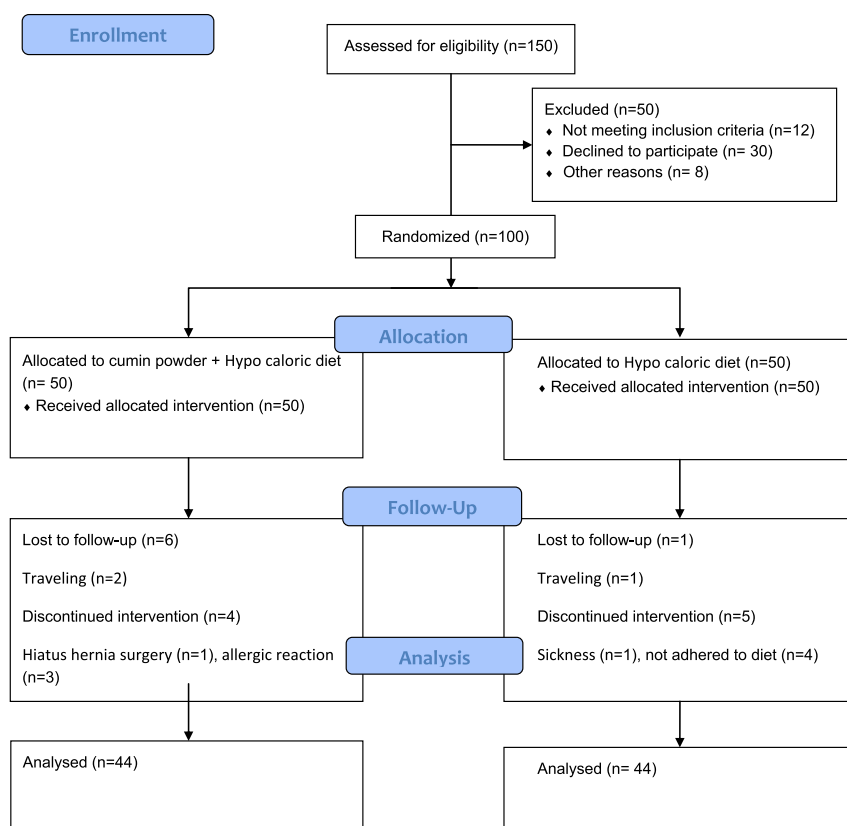 Enrollment
Assessed for eligibility (n=150)
Excluded (n=50)
♦ Not meeting inclusion criteria (n=12)
♦ Declined to participate (n= 30)
♦ Other reasons (n= 8)
Randomized (n=100)
Allocation
Allocated to cumin powder + Hypo caloric diet
(n= 50)
♦ Received allocated intervention (n=50)
Allocated to Hypo caloric diet (n=50)
♦ Received allocated intervention (n=50)
Follow-Up
Lost to follow-up (n=6)
Traveling (n=2)
Discontinued intervention (n=4)
Hiatus hernia surgery (n=1), allergic reaction
(n=3)
Lost to follow-up (n=1)
Traveling (n=1)
Discontinued intervention (n=5)
Sickness (n=1), not adhered to diet (n=4)
Analysis
Analysed (n=44)
Analysed (n= 44)